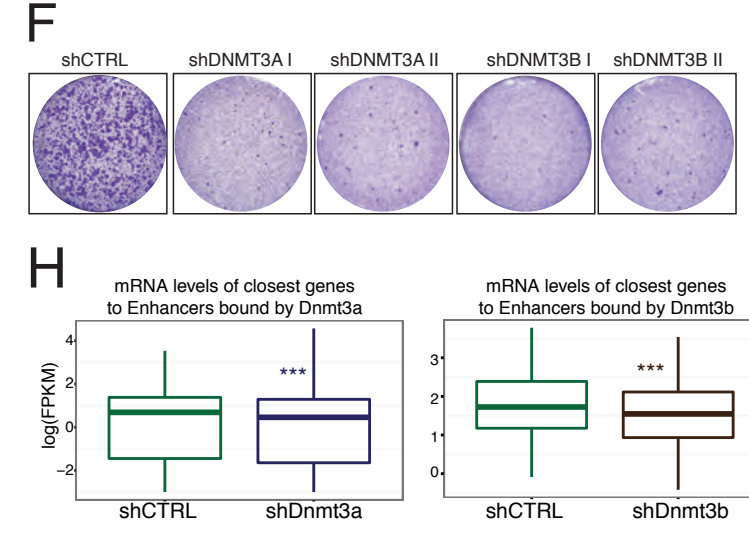 F
shCTRL shDNMT3A I shDNMT3A II shDNMT3B I shDNMT3B II
H
mRNA levels of closest genes
to Enhancers bound by Dnmt3a
log(FPKM)
4
2
0
−2
***
shCTRL shDnmt3a
mRNA levels of closest genes
to Enhancers bound by Dnmt3b
3
2
1
0
***
shCTRL shDnmt3b